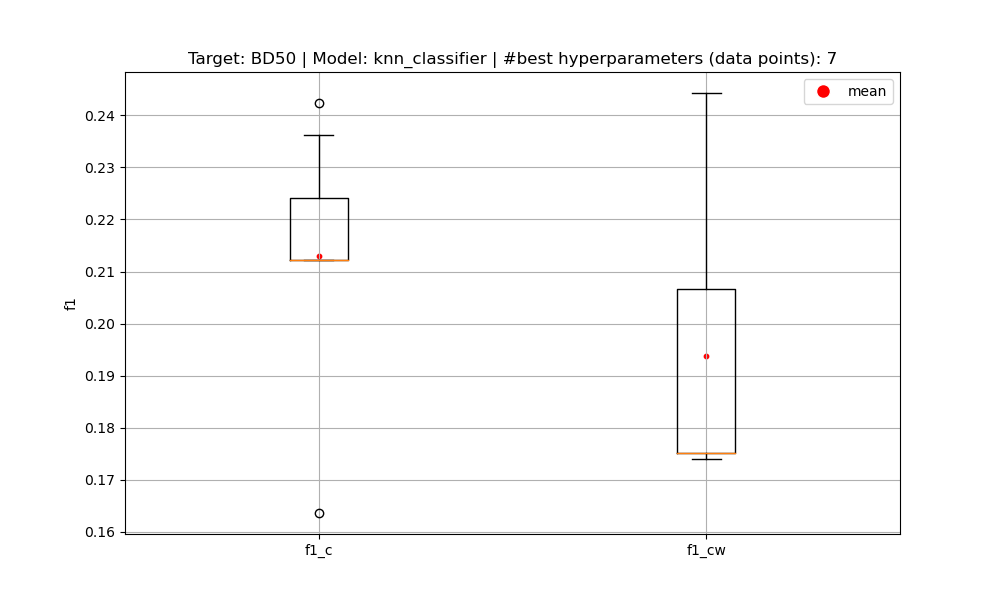 Target: BD50 | Model: knn_classifier | #best hyperparameters (data points): 7
mean
0.24
0.23
0.22
0.21
0.20
0.19
0.18
0.17
0.16
f1
f1_c
f1_cw